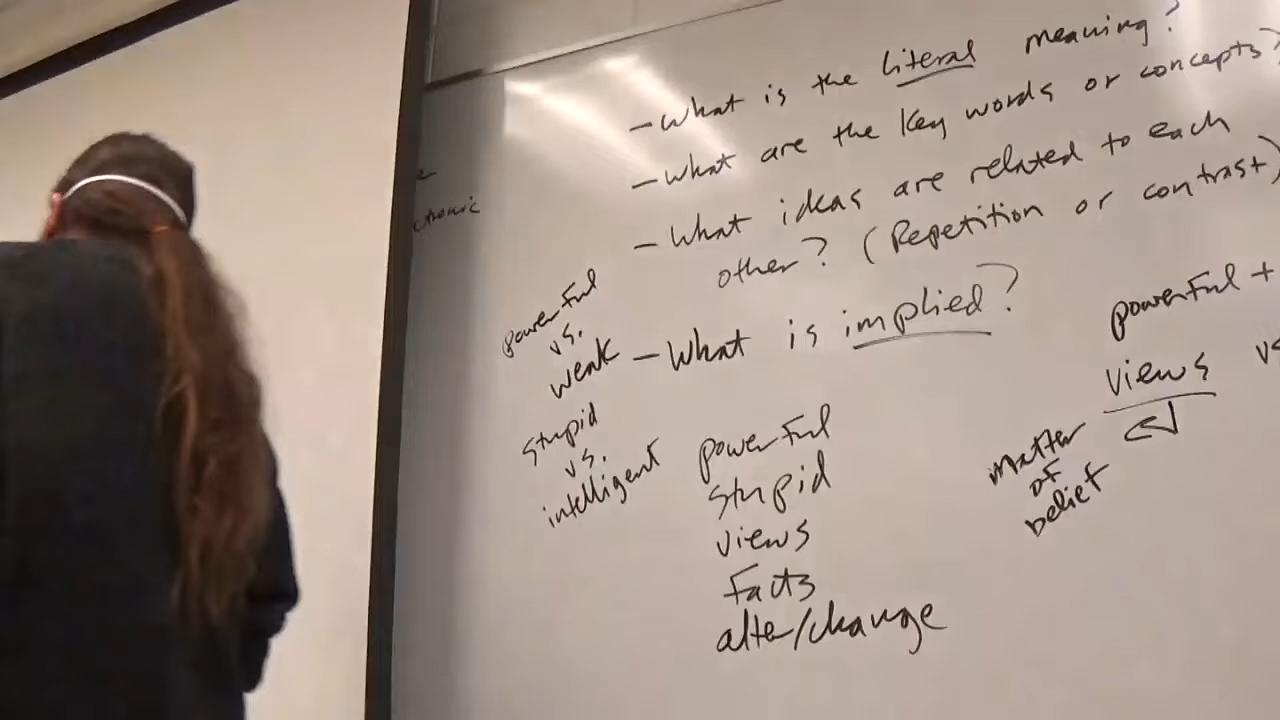 - What is the literal meaning?
- What are the key words or concepts?
- What ideas are related to each
other? (Repetition or contrast)
- What is implied?
powerful
vs.
weak
stupid
vs.
intelligent
powerful
stupid
views
Facts
alter/change
powerful +
views vs
matter
of
belief